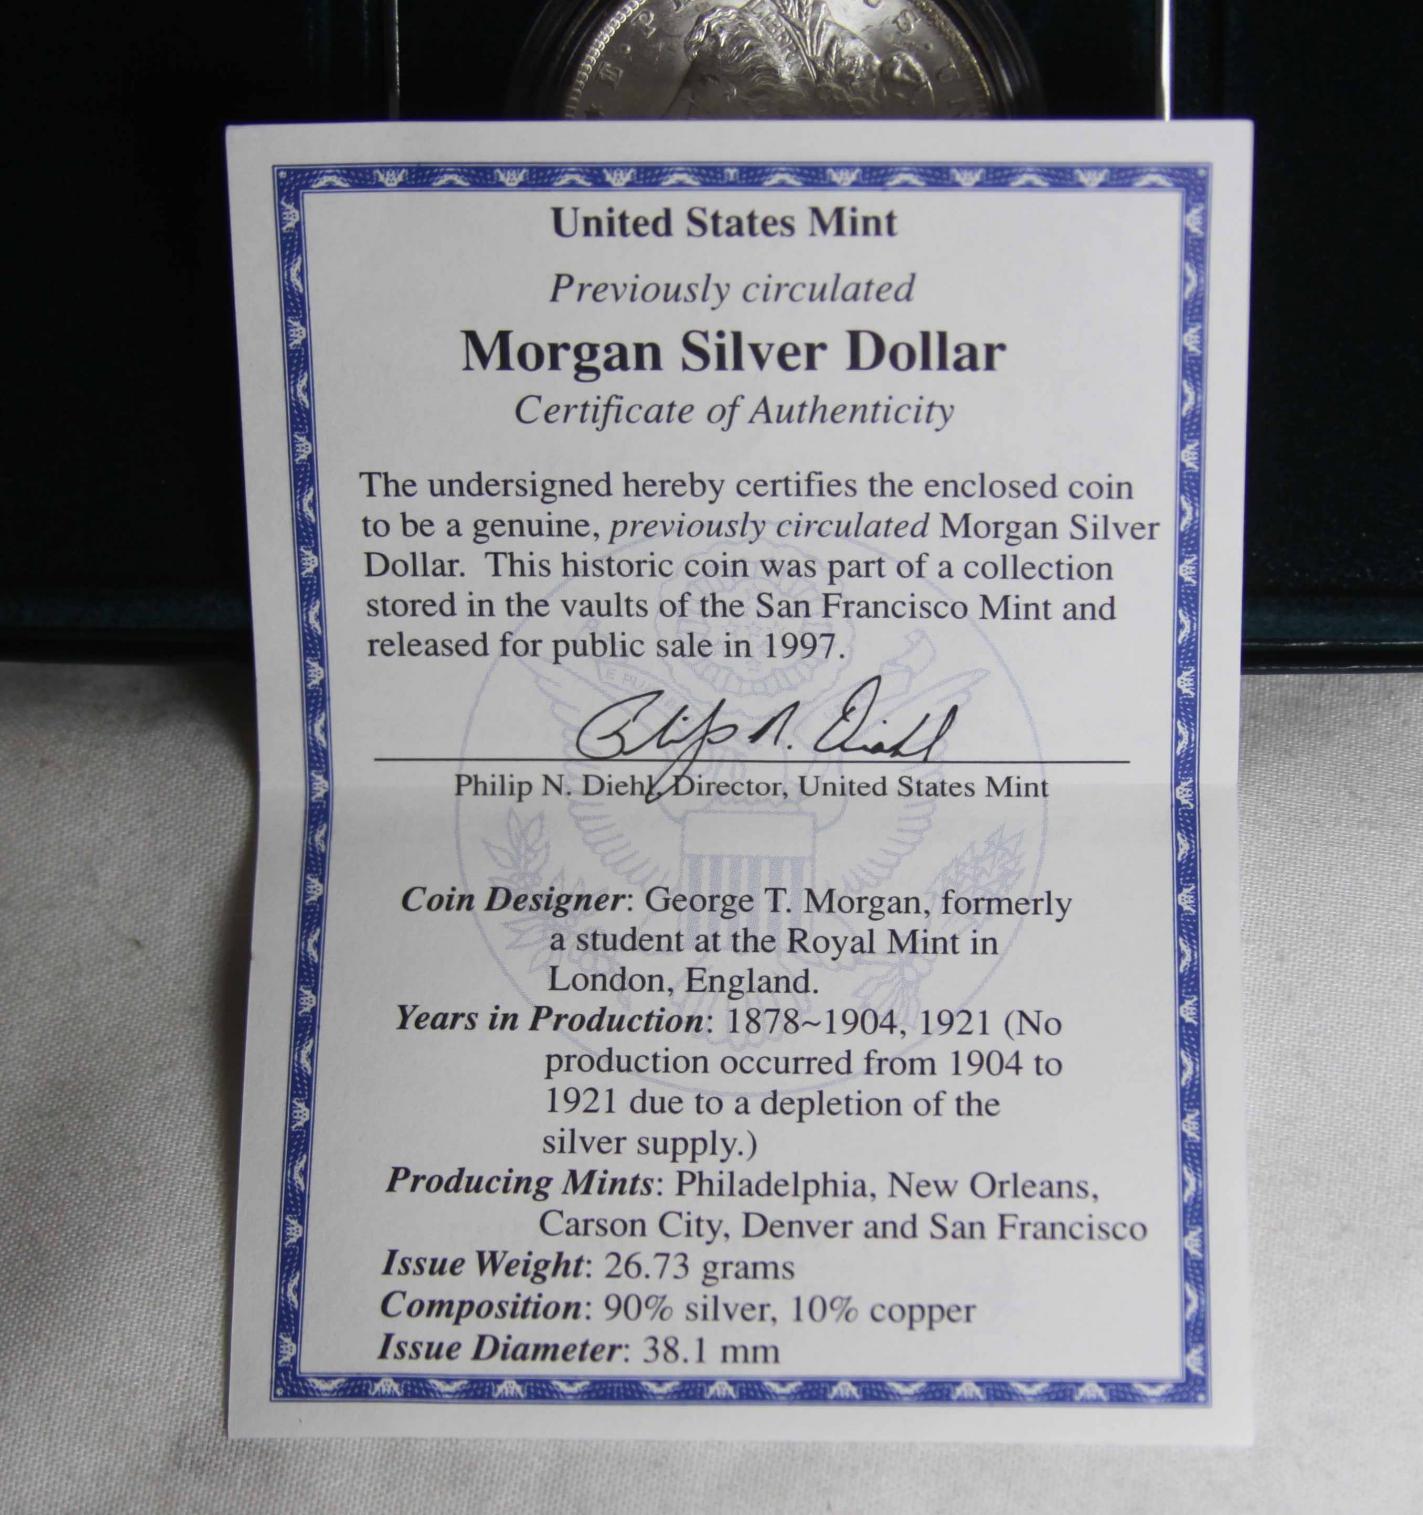 E · P
US · U
United States Mint
Previously circulated
Morgan Silver Dollar
Certificate of Authenticity
The undersigned hereby certifies the enclosed coin
to be a genuine, previously circulated Morgan Silver
Dollar. This historic coin was part of a collection
stored in the vaults of the San Francisco Mint and
released for public sale in 1997.
Philip N. Diehl
Philip N. Diehl, Director, United States Mint
Coin Designer: George T. Morgan, formerly
a student at the Royal Mint in
London, England.
Years in Production: 1878~1904, 1921 (No
production occurred from 1904 to
1921 due to a depletion of the
silver supply.)
Producing Mints: Philadelphia, New Orleans,
Carson City, Denver and San Francisco
Issue Weight: 26.73 grams
Composition: 90% silver, 10% copper
Issue Diameter: 38.1 mm